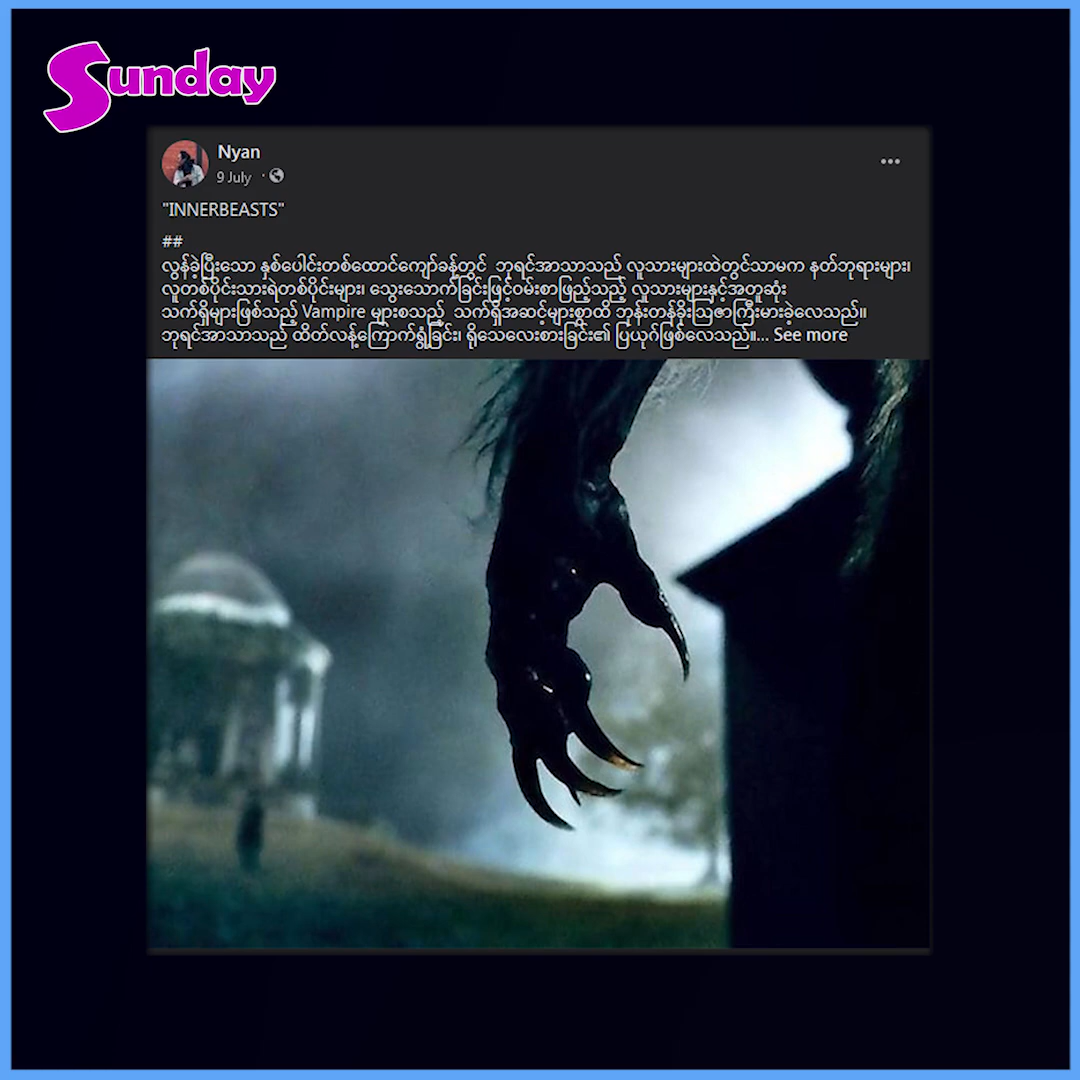 Sunday
Nyan
9 July ·
"INNERBEASTS"
##
လွန်ခဲ့ပြီးသော နှစ်ပေါင်းတစ်ထောင်ကျော်ခန့်တွင် ဘုရင်အာသာသည် လူသားများထဲတွင်သာမက နတ်ဘုရားများ၊
လူတစ်ပိုင်းသားရဲတစ်ပိုင်းများ၊ သွေးသောက်ခြင်းဖြင့်ဝမ်းစာဖြည့်သည့် လူသားများနှင့်အတူဆုံး
သက်ရှိများဖြစ်သည့် Vampire များစသည့် သက်ရှိအဆင့်များစွာထိ ဘုန်းတန်ခိုးသြဇာကြီးမားခဲ့လေသည်။
ဘုရင်အာသာသည် ထိတ်လန့်ကြောက်ရွံ့ခြင်း၊ ရိုသေလေးစားခြင်း၏ ပြယုဂ်ဖြစ်လေသည်။... See more